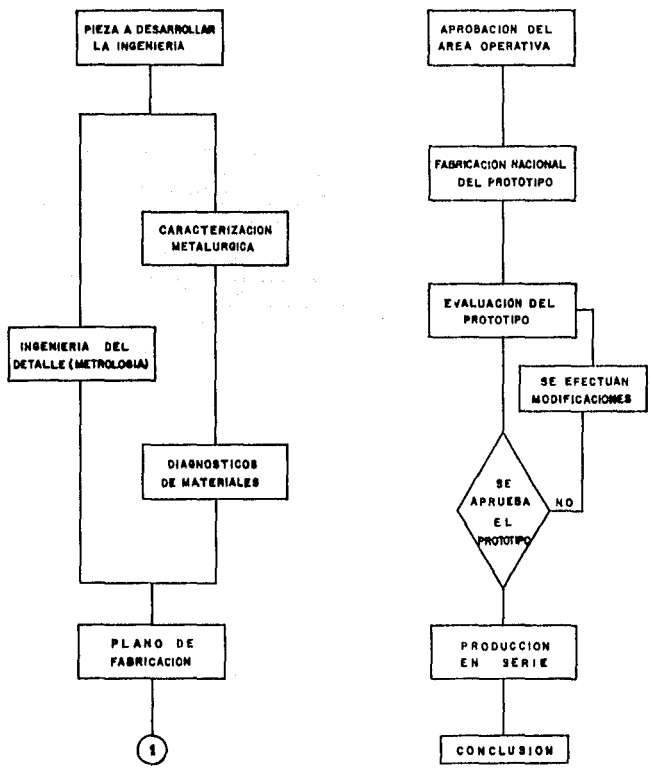 PIEZA A DESARROLLAR
LA INGENIERIA
CARACTERIZACION
METALURGICA
INGENIERIA DEL
DETALLE (METROLOGIA)
DIAGNOSTICOS
DE MATERIALES
PLANO DE
FABRICACION
1
APROBACION DEL
AREA OPERATIVA
FABRICACION NACIONAL
DEL PROTOTIPO
EVALUACION DEL
PROTOTIPO
SE EFECTUAN
MODIFICACIONES
SE
APRUEBA
EL
PROTOTIPO
NO
PRODUCCION
EN SERIE
CONCLUSION